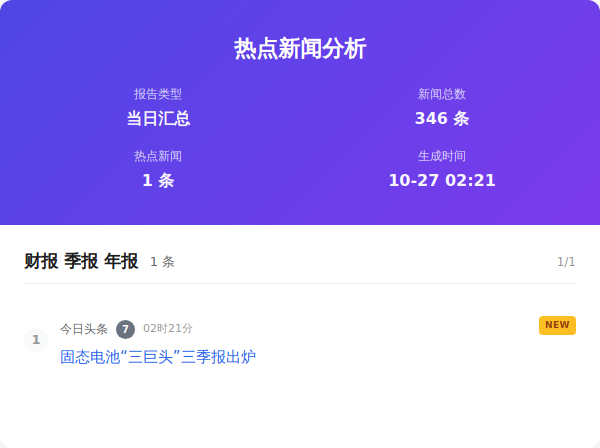 热点新闻分析
报告类型
新闻总数
当日汇总
346 条
热点新闻
生成时间
1 条
10-27 02:21
财报 季报 年报 1 条 1/1
1 今日头条 7 02时21分 NEW
固态电池“三巨头”三季报出炉